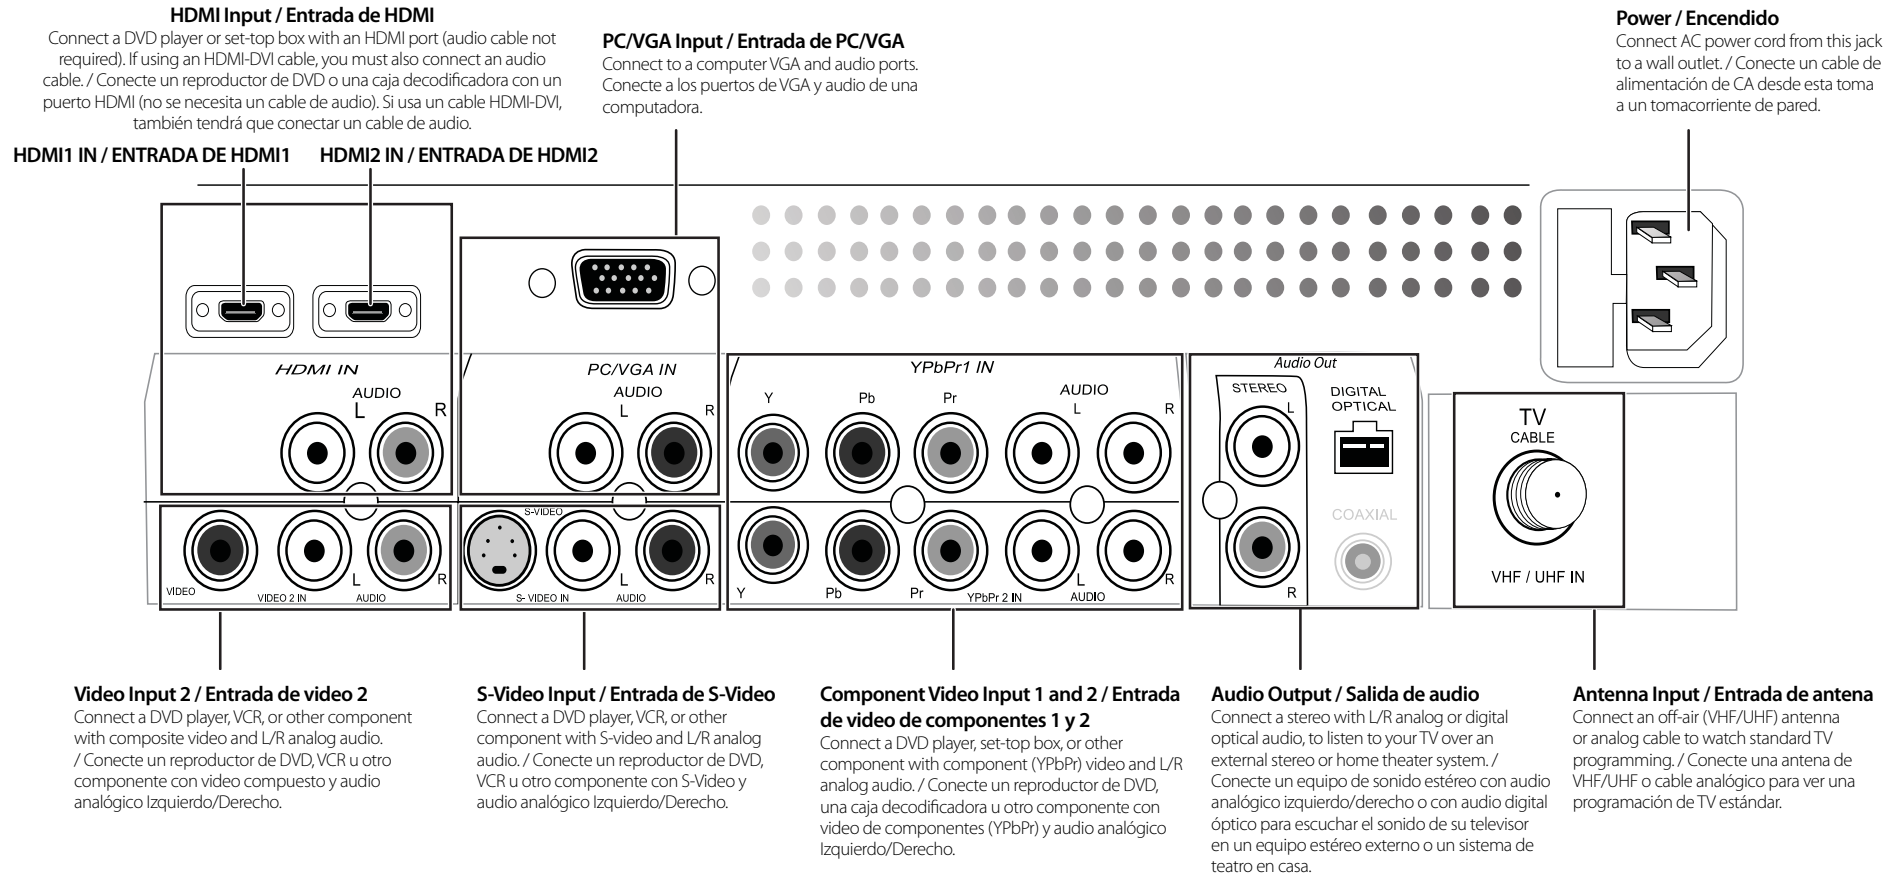 HDMI Input / Entrada de HDMI
Connect a DVD player or set-top box with an HDMI port (audio cable not
required). If using an HDMI-DVI cable, you must also connect an audio
cable. / Conecte un reproductor de DVD o una caja decodificadora con un
puerto HDMI (no se necesita un cable de audio). Si usa un cable HDMI-DVI,
también tendrá que conectar un cable de audio.
HDMI1 IN / ENTRADA DE HDMI1
HDMI2 IN / ENTRADA DE HDMI2
PC/VGA Input / Entrada de PC/VGA
Connect to a computer VGA and audio ports.
Conecte a los puertos de VGA y audio de una
computadora.
Power / Encendido
Connect AC power cord from this jack
to a wall outlet. / Conecte un cable de
alimentación de CA desde esta toma
a un tomacorriente de pared.
HDMI IN
AUDIO
L
R
PC/VGA IN
AUDIO
L
R
YPbPr1 IN
Y
Pb
Pr
AUDIO
L
R
Audio Out
STEREO
L
DIGITAL
OPTICAL
COAXIAL
R
TV
CABLE
VHF / UHF IN
VIDEO
VIDEO 2 IN
L
AUDIO
R
S-VIDEO
S- VIDEO IN
L
AUDIO
R
Y
Pb
Pr
YPbPr 2 IN
L
AUDIO
R
Video Input 2 / Entrada de video 2
Connect a DVD player, VCR, or other component
with composite video and L/R analog audio.
/ Conecte un reproductor de DVD, VCR u otro
componente con video compuesto y audio
analógico Izquierdo/Derecho.
S-Video Input / Entrada de S-Video
Connect a DVD player, VCR, or other
component with S-video and L/R analog
audio. / Conecte un reproductor de DVD,
VCR u otro componente con S-Video y
audio analógico Izquierdo/Derecho.
Component Video Input 1 and 2 / Entrada
de video de componentes 1 y 2
Connect a DVD player, set-top box, or other
component with component (YPbPr) video and L/R
analog audio. / Conecte un reproductor de DVD,
una caja decodificadora u otro componente con
video de componentes (YPbPr) y audio analógico
Izquierdo/Derecho.
Audio Output / Salida de audio
Connect a stereo with L/R analog or digital
optical audio, to listen to your TV over an
external stereo or home theater system. /
Conecte un equipo de sonido estéreo con audio
analógico izquierdo/derecho o con audio digital
óptico para escuchar el sonido de su televisor
en un equipo estéreo externo o un sistema de
teatro en casa.
Antenna Input / Entrada de antena
Connect an off-air (VHF/UHF) antenna
or analog cable to watch standard TV
programming. / Conecte una antena de
VHF/UHF o cable analógico para ver una
programación de TV estándar.